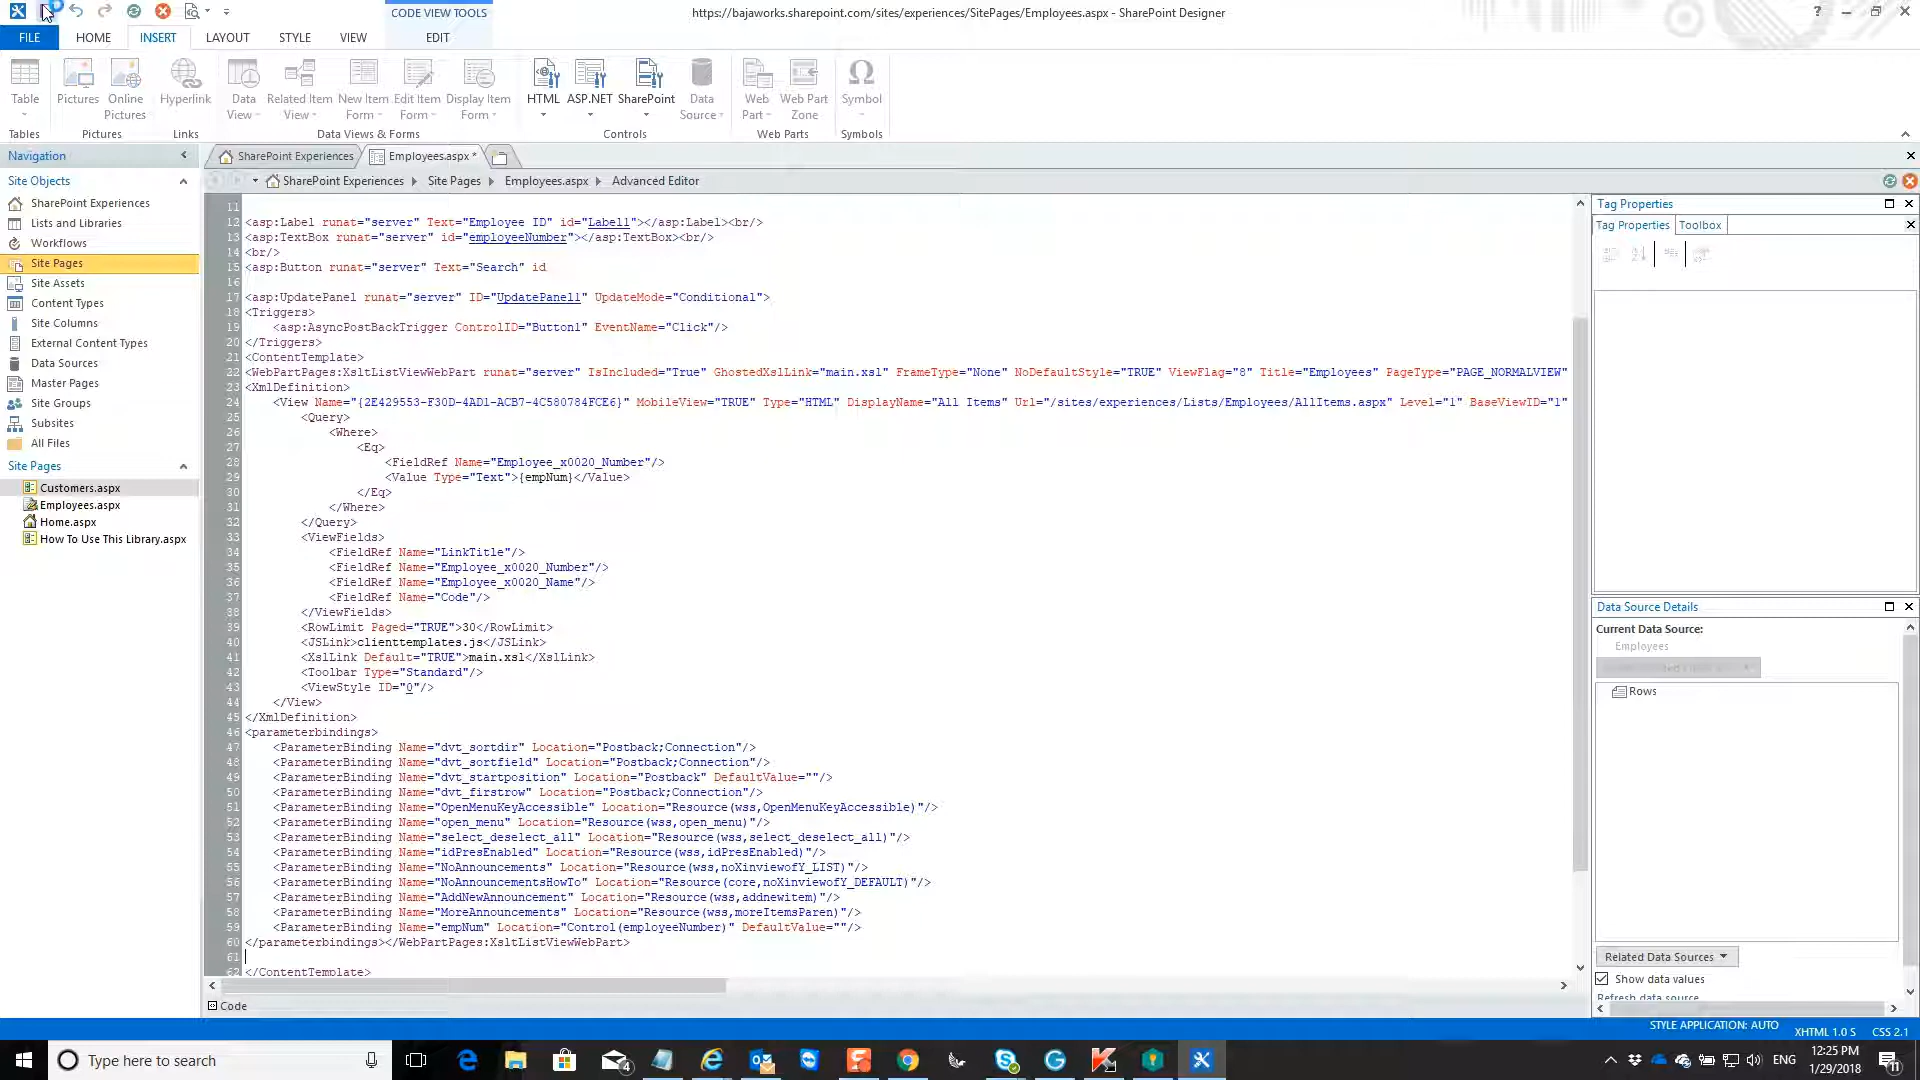 CODE VIEW TOOLS
https://bajaworks.sharepoint.com/sites/experiences/SitePages/Employees.aspx - SharePoint Designer
FILE HOME INSERT LAYOUT STYLE VIEW EDIT
Table
Pictures
Online Pictures
Hyperlink
Data View
Related Item View
New Item Form
Edit Item Form
Display Item Form
HTML
ASP.NET
SharePoint
Data Source
Web Part
Web Part Zone
Symbol
Tables
Pictures
Links
Data Views & Forms
Controls
Web Parts
Symbols
Navigation
Site Objects
SharePoint Experiences
Lists and Libraries
Workflows
Site Pages
Site Assets
Content Types
Site Columns
External Content Types
Data Sources
Master Pages
Site Groups
Subsites
All Files
Site Pages
Customers.aspx
Employees.aspx
Home.aspx
How To Use This Library.aspx
SharePoint Experiences
Employees.aspx *
SharePoint Experiences Site Pages Employees.aspx Advanced Editor
11
12 <asp:Label runat="server" Text="Employee ID" id="Label1"></asp:Label><br/>
13 <asp:TextBox runat="server" id="employeeNumber"></asp:TextBox><br/>
14 <br/>
15 <asp:Button runat="server" Text="Search" id
16
17 <asp:UpdatePanel runat="server" ID="UpdatePanel1" UpdateMode="Conditional">
18 <Triggers>
19 <asp:AsyncPostBackTrigger ControlID="Button1" EventName="Click"/>
20 </Triggers>
21 <ContentTemplate>
22 <WebPartPages:XsltListViewWebPart runat="server" IsIncluded="True" GhostedXslLink="main.xsl" FrameType="None" NoDefaultStyle="TRUE" ViewFlag="8" Title="Employees" PageType="PAGE_NORMALVIEW"
23 <XmlDefinition>
24 <View Name="{2E429553-F30D-4AD1-ACB7-4C580784FCE6}" MobileView="TRUE" Type="HTML" DisplayName="All Items" Url="/sites/experiences/Lists/Employees/AllItems.aspx" Level="1" BaseViewID="1"
25 <Query>
26 <Where>
27 <Eq>
28 <FieldRef Name="Employee_x0020_Number"/>
29 <Value Type="Text">{empNum}</Value>
30 </Eq>
31 </Where>
32 </Query>
33 <ViewFields>
34 <FieldRef Name="LinkTitle"/>
35 <FieldRef Name="Employee_x0020_Number"/>
36 <FieldRef Name="Employee_x0020_Name"/>
37 <FieldRef Name="Code"/>
38 </ViewFields>
39 <RowLimit Paged="TRUE">30</RowLimit>
40 <JSLink>clienttemplates.js</JSLink>
41 <XslLink Default="TRUE">main.xsl</XslLink>
42 <Toolbar Type="Standard"/>
43 <ViewStyle ID="0"/>
44 </View>
45 </XmlDefinition>
46 <parameterbindings>
47 <ParameterBinding Name="dvt_sortdir" Location="Postback;Connection"/>
48 <ParameterBinding Name="dvt_sortfield" Location="Postback;Connection"/>
49 <ParameterBinding Name="dvt_startposition" Location="Postback" DefaultValue=""/>
50 <ParameterBinding Name="dvt_firstrow" Location="Postback;Connection"/>
51 <ParameterBinding Name="OpenMenuKeyAccessible" Location="Resource(wss,OpenMenuKeyAccessible)"/>
52 <ParameterBinding Name="open_menu" Location="Resource(wss,open_menu)"/>
53 <ParameterBinding Name="select_deselect_all" Location="Resource(wss,select_deselect_all)"/>
54 <ParameterBinding Name="idPresEnabled" Location="Resource(wss,idPresEnabled)"/>
55 <ParameterBinding Name="NoAnnouncements" Location="Resource(wss,noXinviewofY_LIST)"/>
56 <ParameterBinding Name="NoAnnouncementsHowTo" Location="Resource(core,noXinviewofY_DEFAULT)"/>
57 <ParameterBinding Name="AddNewAnnouncement" Location="Resource(wss,addnewitem)"/>
58 <ParameterBinding Name="MoreAnnouncements" Location="Resource(wss,moreItemsParen)"/>
59 <ParameterBinding Name="empNum" Location="Control(employeeNumber)" DefaultValue=""/>
60 </parameterbindings></WebPartPages:XsltListViewWebPart>
61
62 </ContentTemplate>
Code
Tag Properties
Tag Properties Toolbox
Data Source Details
Current Data Source:
Employees
Rows
Related Data Sources
Show data values
Refresh data source
STYLE APPLICATION: AUTO XHTML 1.0 S CSS 2.1
Type here to search
4
ENG
12:25 PM
1/29/2018
11